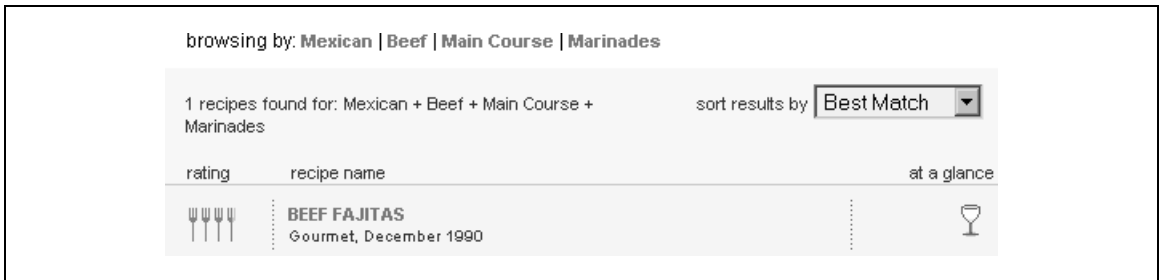 browsing by: Mexican | Beef | Main Course | Marinades
1 recipes found for: Mexican + Beef + Main Course +
Marinades
sort results by Best Match
rating recipe name at a glance
BEEF FAJITAS
Gourmet, December 1990